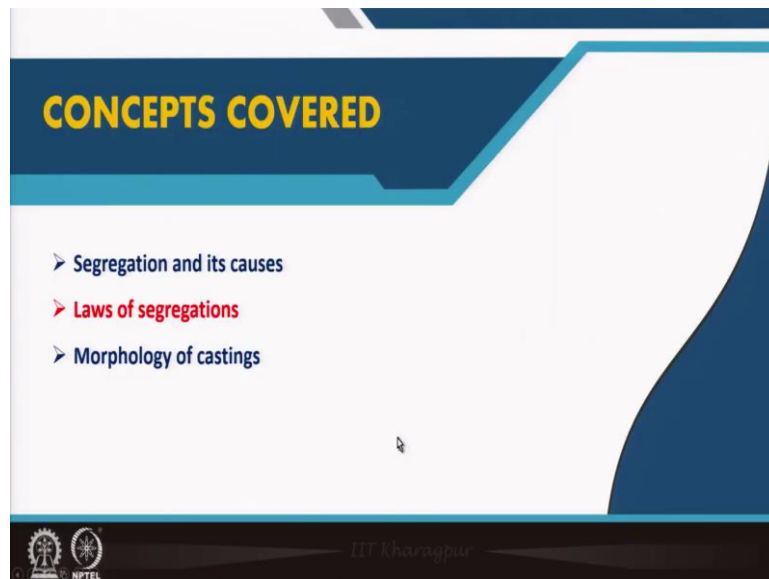 CONCEPTS COVERED
➢ Segregation and its causes
➢ Laws of segregations
➢ Morphology of castings
IIT Kharagpur
NPTEL